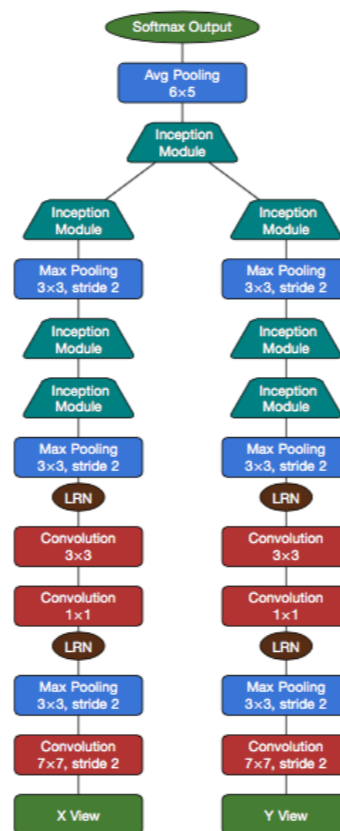 Softmax Output
Avg Pooling
6×5
Inception
Module
Inception
Module
Inception
Module
Max Pooling
3×3, stride 2
Max Pooling
3×3, stride 2
Inception
Module
Inception
Module
Inception
Module
Inception
Module
Max Pooling
3×3, stride 2
Max Pooling
3×3, stride 2
LRN
LRN
Convolution
3×3
Convolution
3×3
Convolution
1×1
Convolution
1×1
LRN
LRN
Max Pooling
3×3, stride 2
Max Pooling
3×3, stride 2
Convolution
7×7, stride 2
Convolution
7×7, stride 2
X View
Y View